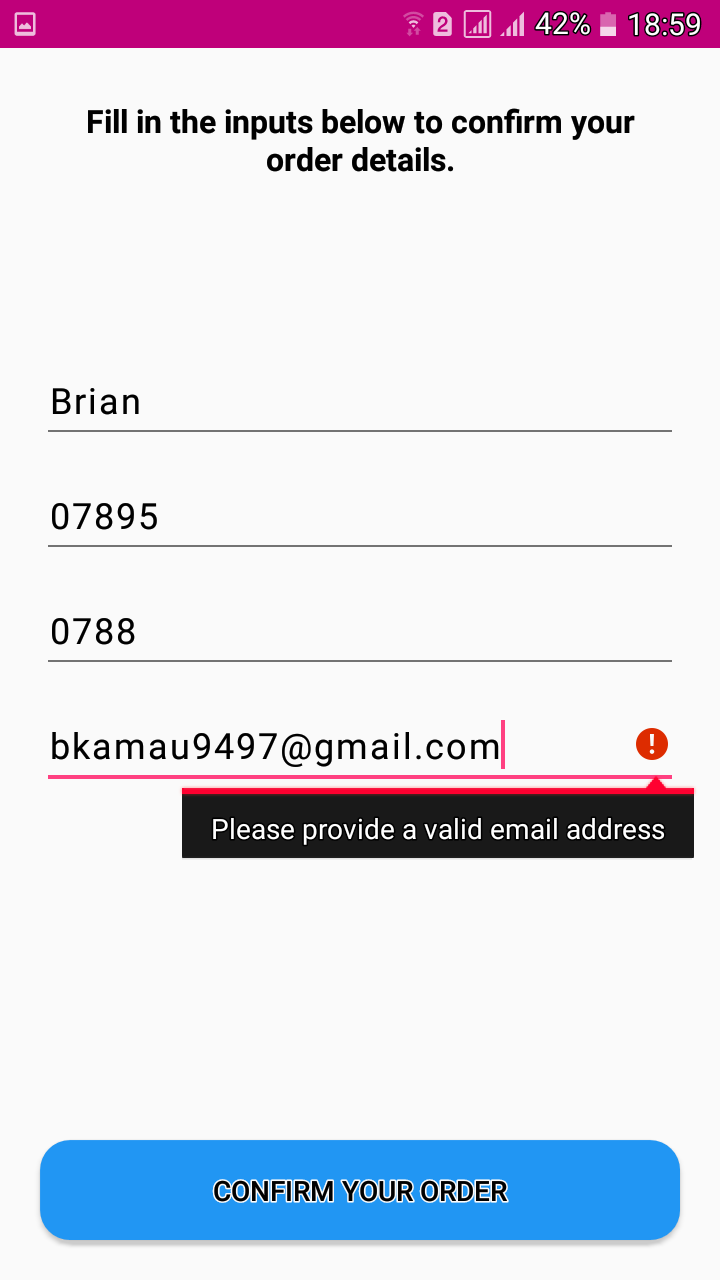 2 42% 18:59
Fill in the inputs below to confirm your
order details.
Brian
07895
0788
bkamau9497@gmail.com
Please provide a valid email address
CONFIRM YOUR ORDER